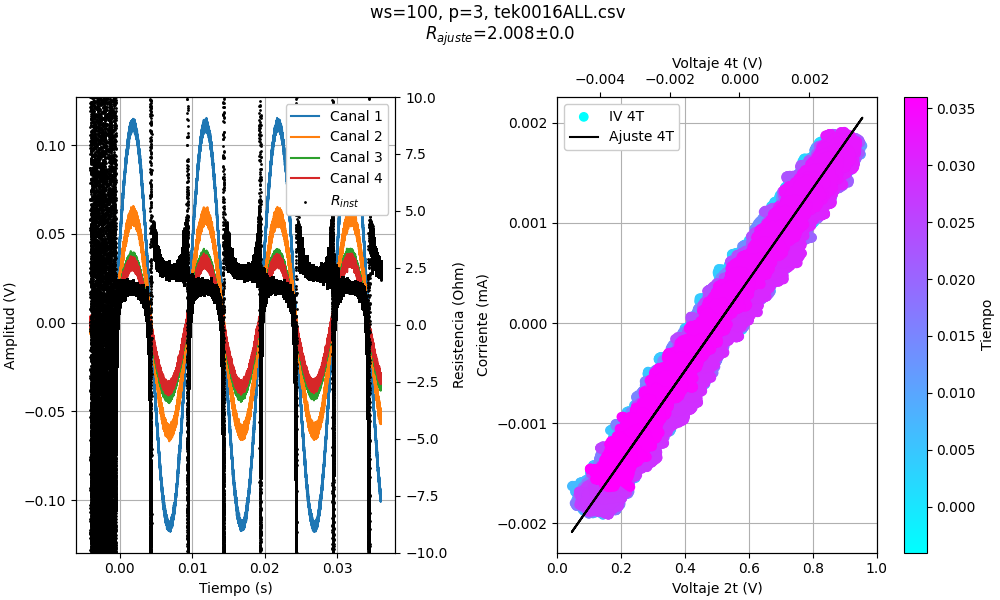 ws=100, p=3, tek0016ALL.csv
R_ajuste=2.008±0.0
Amplitud (V)
0.10
0.05
0.00
−0.05
−0.10
0.00
0.01
0.02
0.03
Tiempo (s)
Canal 1
Canal 2
Canal 3
Canal 4
R_inst
10.0
7.5
5.0
2.5
0.0
−2.5
−5.0
−7.5
−10.0
Resistencia (Ohm)
Voltaje 4t (V)
−0.004
−0.002
0.000
0.002
IV 4T
Ajuste 4T
Corriente (mA)
0.002
0.001
0.000
−0.001
−0.002
0.0
0.2
0.4
0.6
0.8
1.0
Voltaje 2t (V)
0.035
0.030
0.025
0.020
0.015
0.010
0.005
0.000
Tiempo